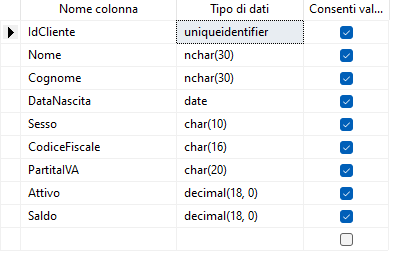 Nome colonna Tipo di dati Consenti val...
IdCliente uniqueidentifier
Nome nchar(30)
Cognome nchar(30)
DataNascita date
Sesso char(10)
CodiceFiscale char(16)
PartitaIVA char(20)
Attivo decimal(18, 0)
Saldo decimal(18, 0)